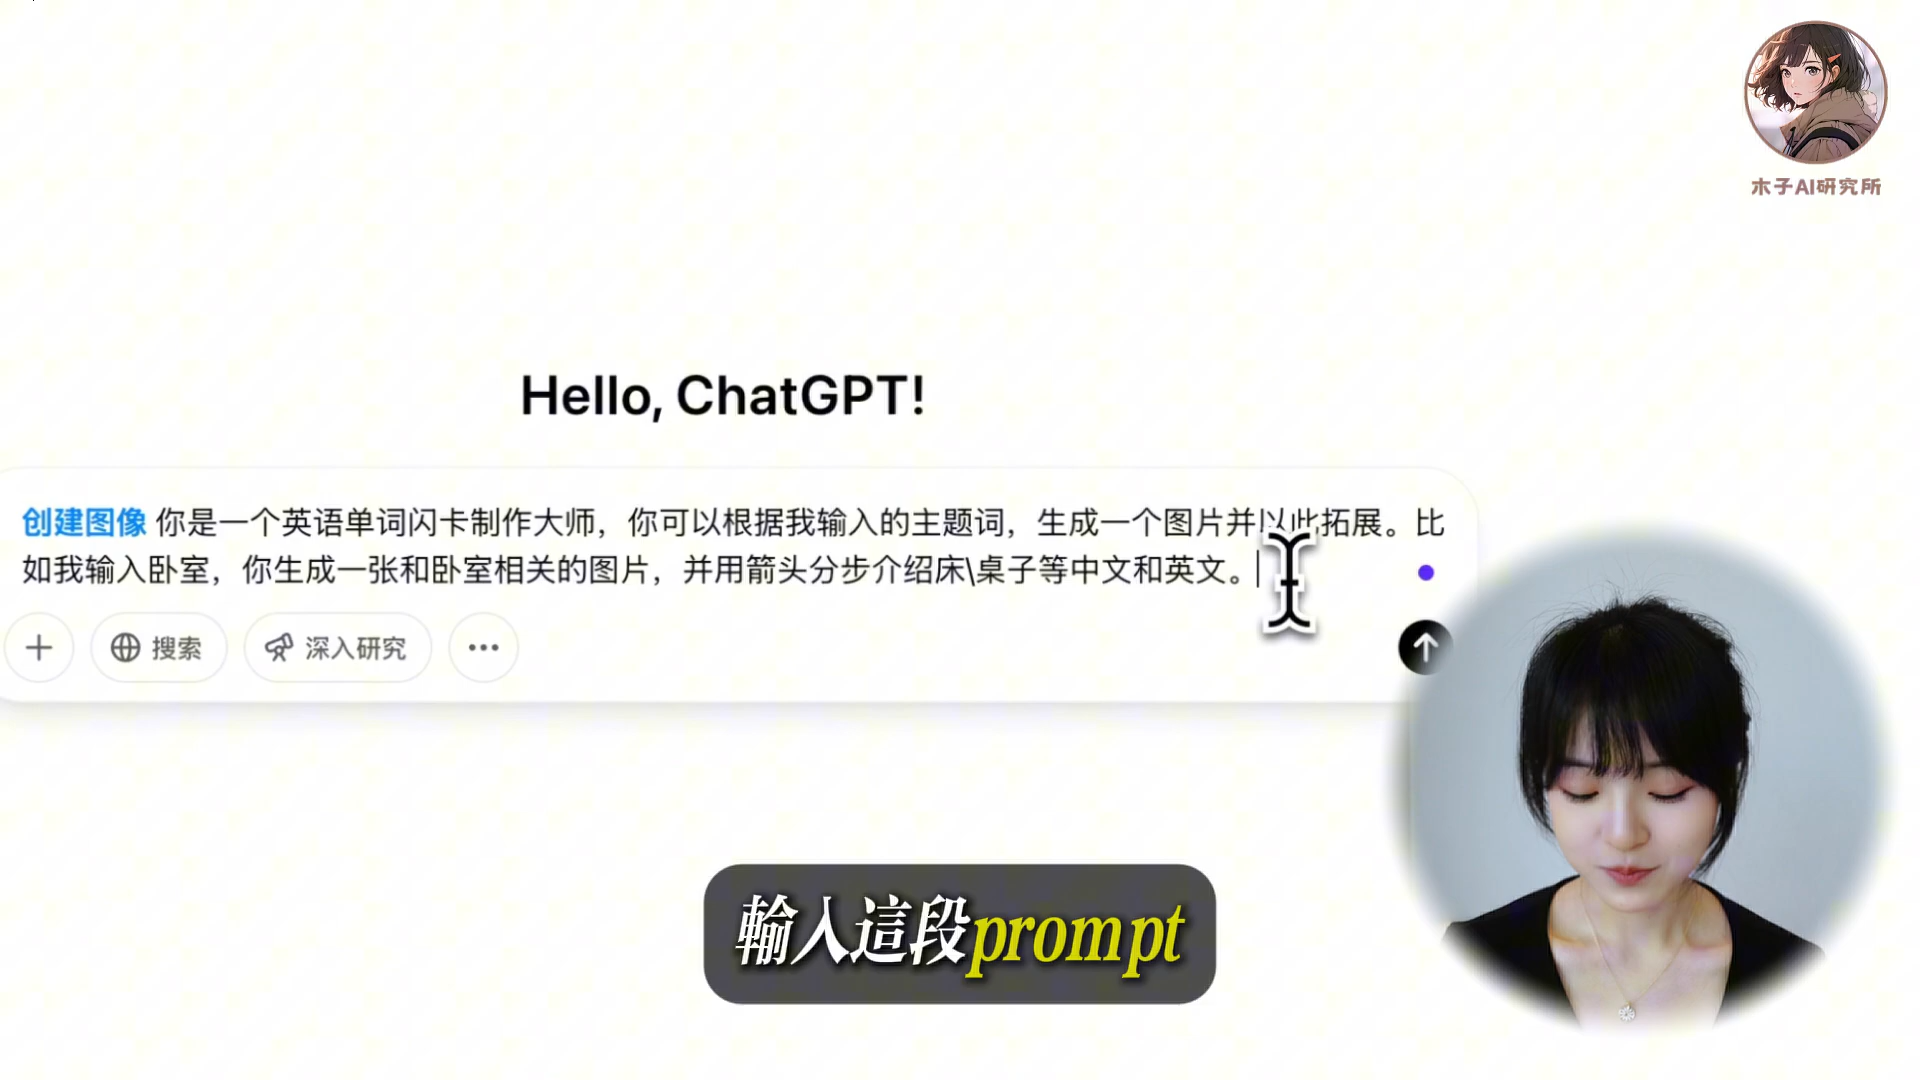 木子AI研究所
Hello, ChatGPT!
创建图像 你是一个英语单词闪卡制作大师，你可以根据我输入的主题词，生成一个图片并以此拓展。比
如我输入卧室，你生成一张和卧室相关的图片，并用箭头分步介绍床\桌子等中文和英文。
搜索 深入研究
輸入這段prompt